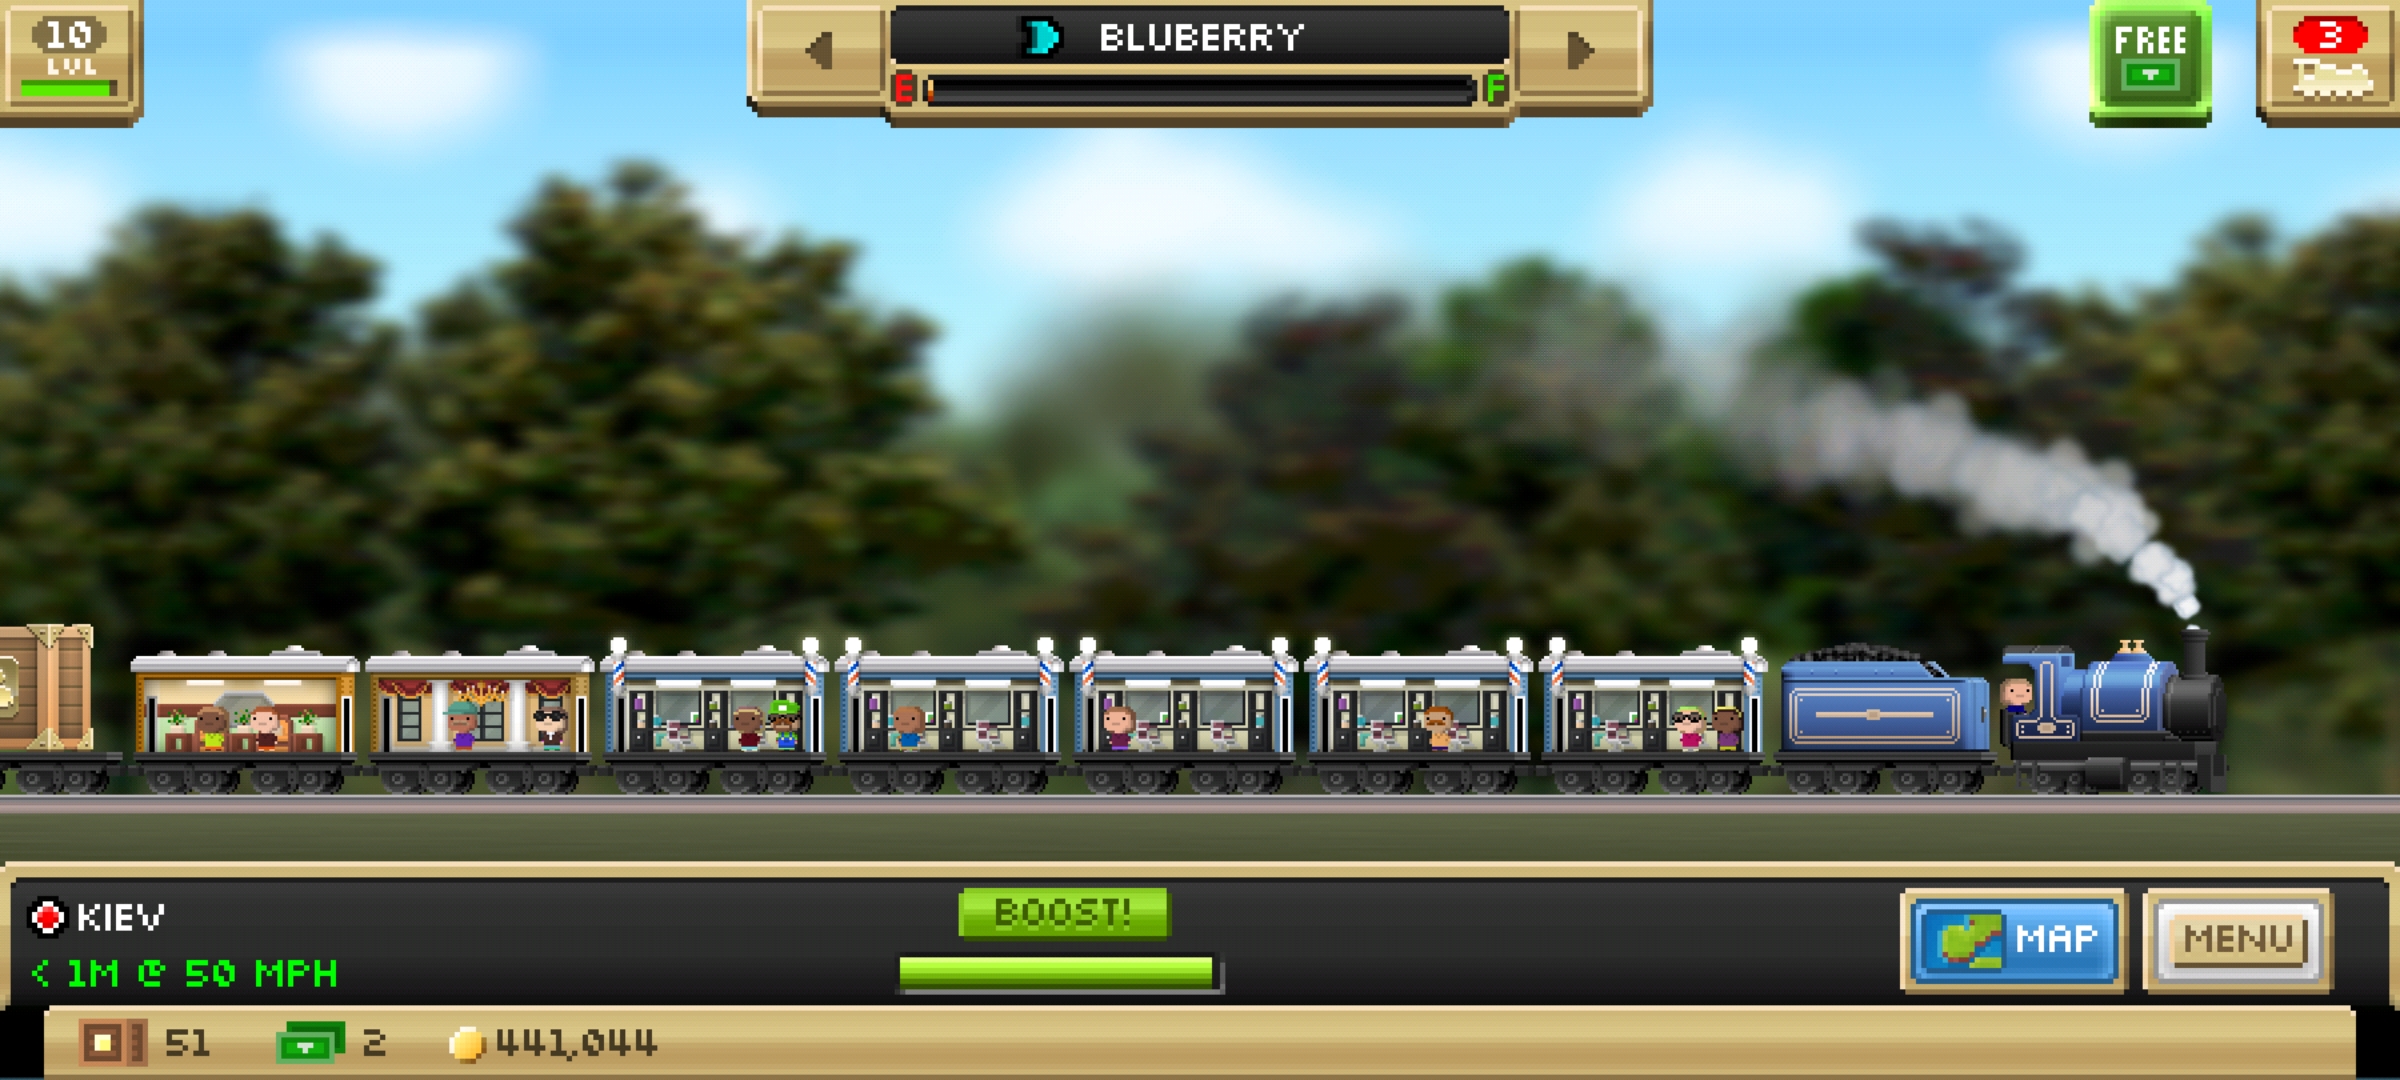 10
LVL
BLUBERRY
E F
FREE
3
KIEV
< 1M @ 50 MPH
BOOST!
MAP
MENU
51
2
441,044